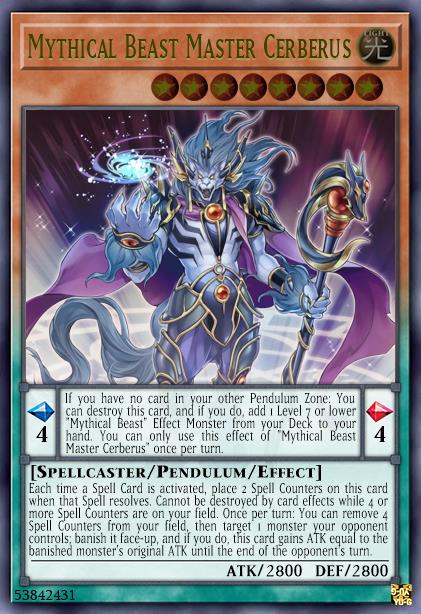 MYTHICAL BEAST MASTER CERBERUS
LIGHT
光
If you have no card in your other Pendulum Zone: You
can destroy this card, and if you do, add 1 Level 7 or lower
"Mythical Beast" Effect Monster from your Deck to your
hand. You can only use this effect of "Mythical Beast
Master Cerberus" once per turn.
4
4
[SPELLCASTER/PENDULUM/EFFECT]
Each time a Spell Card is activated, place 2 Spell Counters on this card
when that Spell resolves. Cannot be destroyed by card effects while 4 or
more Spell Counters are on your field. Once per turn: You can remove 4
Spell Counters from your field, then target 1 monster your opponent
controls; banish it face-up, and if you do, this card gains ATK equal to the
banished monster's original ATK until the end of the opponent's turn.
ATK/2800 DEF/2800
53842431